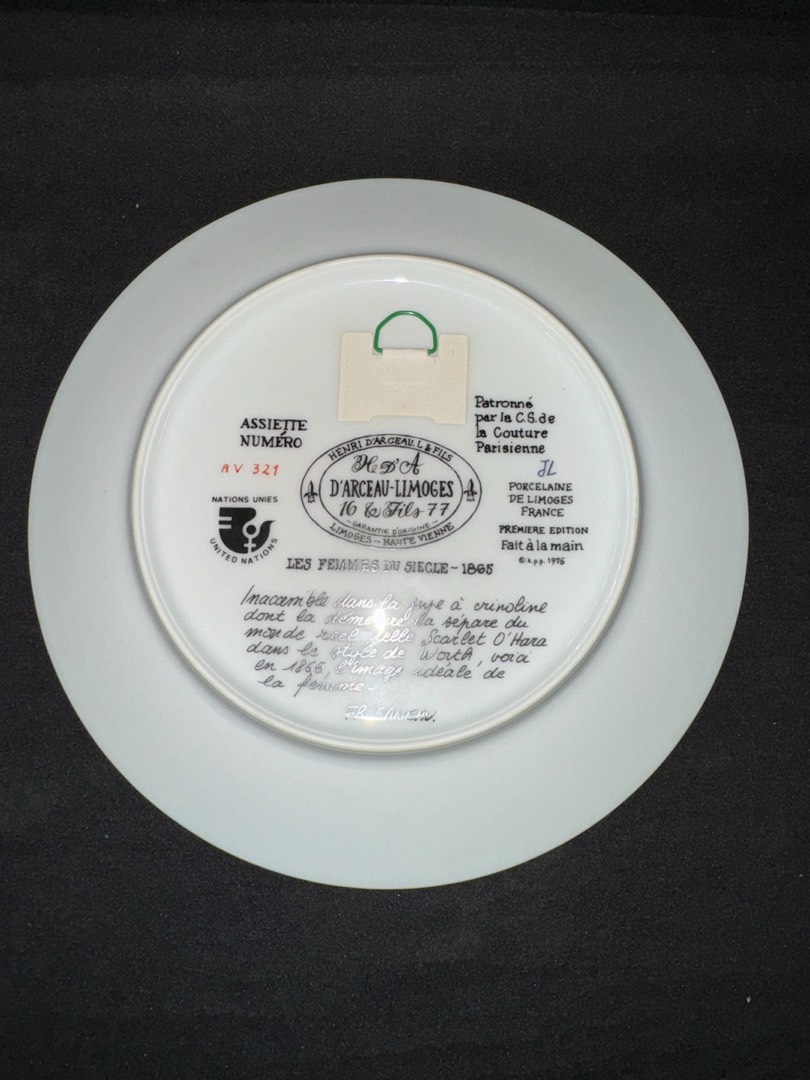 Patronné
par la C.S. de
la Couture
Parisienne
ASSIETTE
NUMÉRO
AV 321
HENRI D'ARCEAU. L & FILS
H D'A
D'ARCEAU-LIMOGES
16 & Fils 77
GARANTIE D'ORIGINE
LIMOGES - HAUTE VIENNE
JL
PORCELAINE
DE LIMOGES
FRANCE
PREMIERE EDITION
Fait à la main
© k.p.p. 1976
NATIONS UNIES
UNITED NATIONS
LES FEMMES DU SIECLE - 1865
dans la jupe à crinoline
dont la démesure la sépare du
monde réel telle Scarlet O'Hara
dans le style de Worth, voici
en l'image idéale de
la femme.